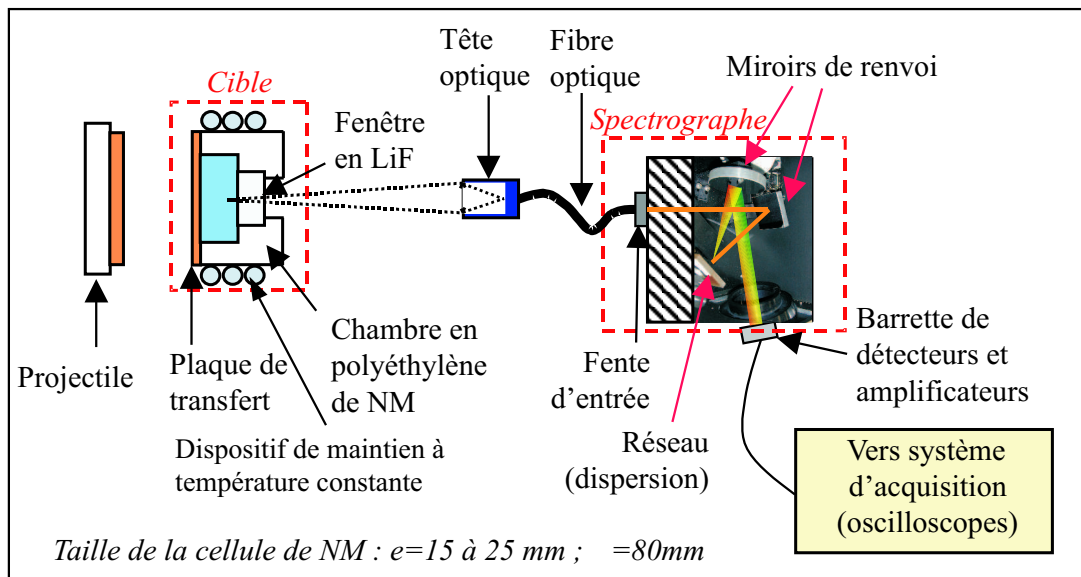 Tête
optique
Fibre
optique
Miroirs de renvoi
Cible
Spectrographe
Fenêtre
en LiF
Projectile
Plaque de
transfert
Chambre en
polyéthylène
de NM
Dispositif de maintien à
température constante
Fente
d'entrée
Réseau
(dispersion)
Barrette de
détecteurs et
amplificateurs
Vers système
d'acquisition
(oscilloscopes)
Taille de la cellule de NM : e=15 à 25 mm ; =80mm